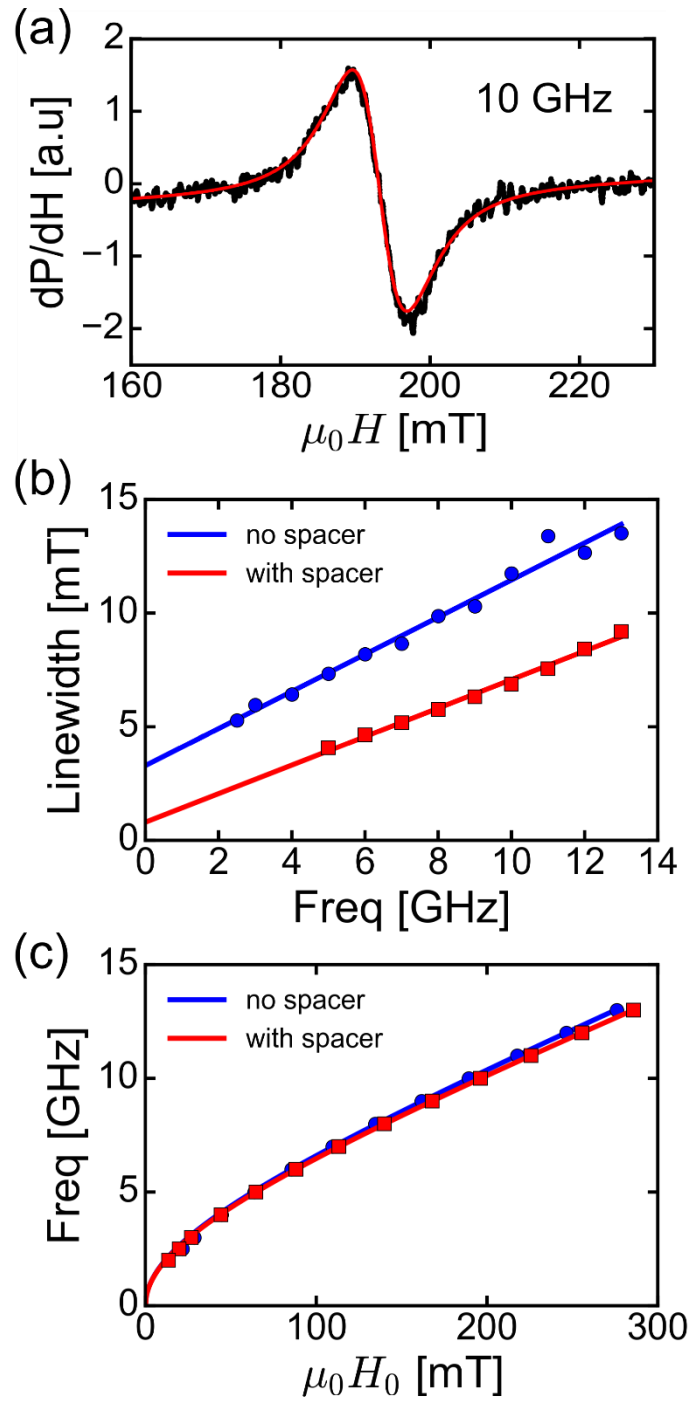 (a)
10 GHz
dP/dH [a.u]
2
1
0
−1
−2
160
180
200
220
μ₀H [mT]
(b)
Linewidth [mT]
15
10
5
0
no spacer
with spacer
0 2 4 6 8 10 12 14
Freq [GHz]
(c)
Freq [GHz]
15
10
5
0
no spacer
with spacer
0 100 200 300
μ₀H₀ [mT]